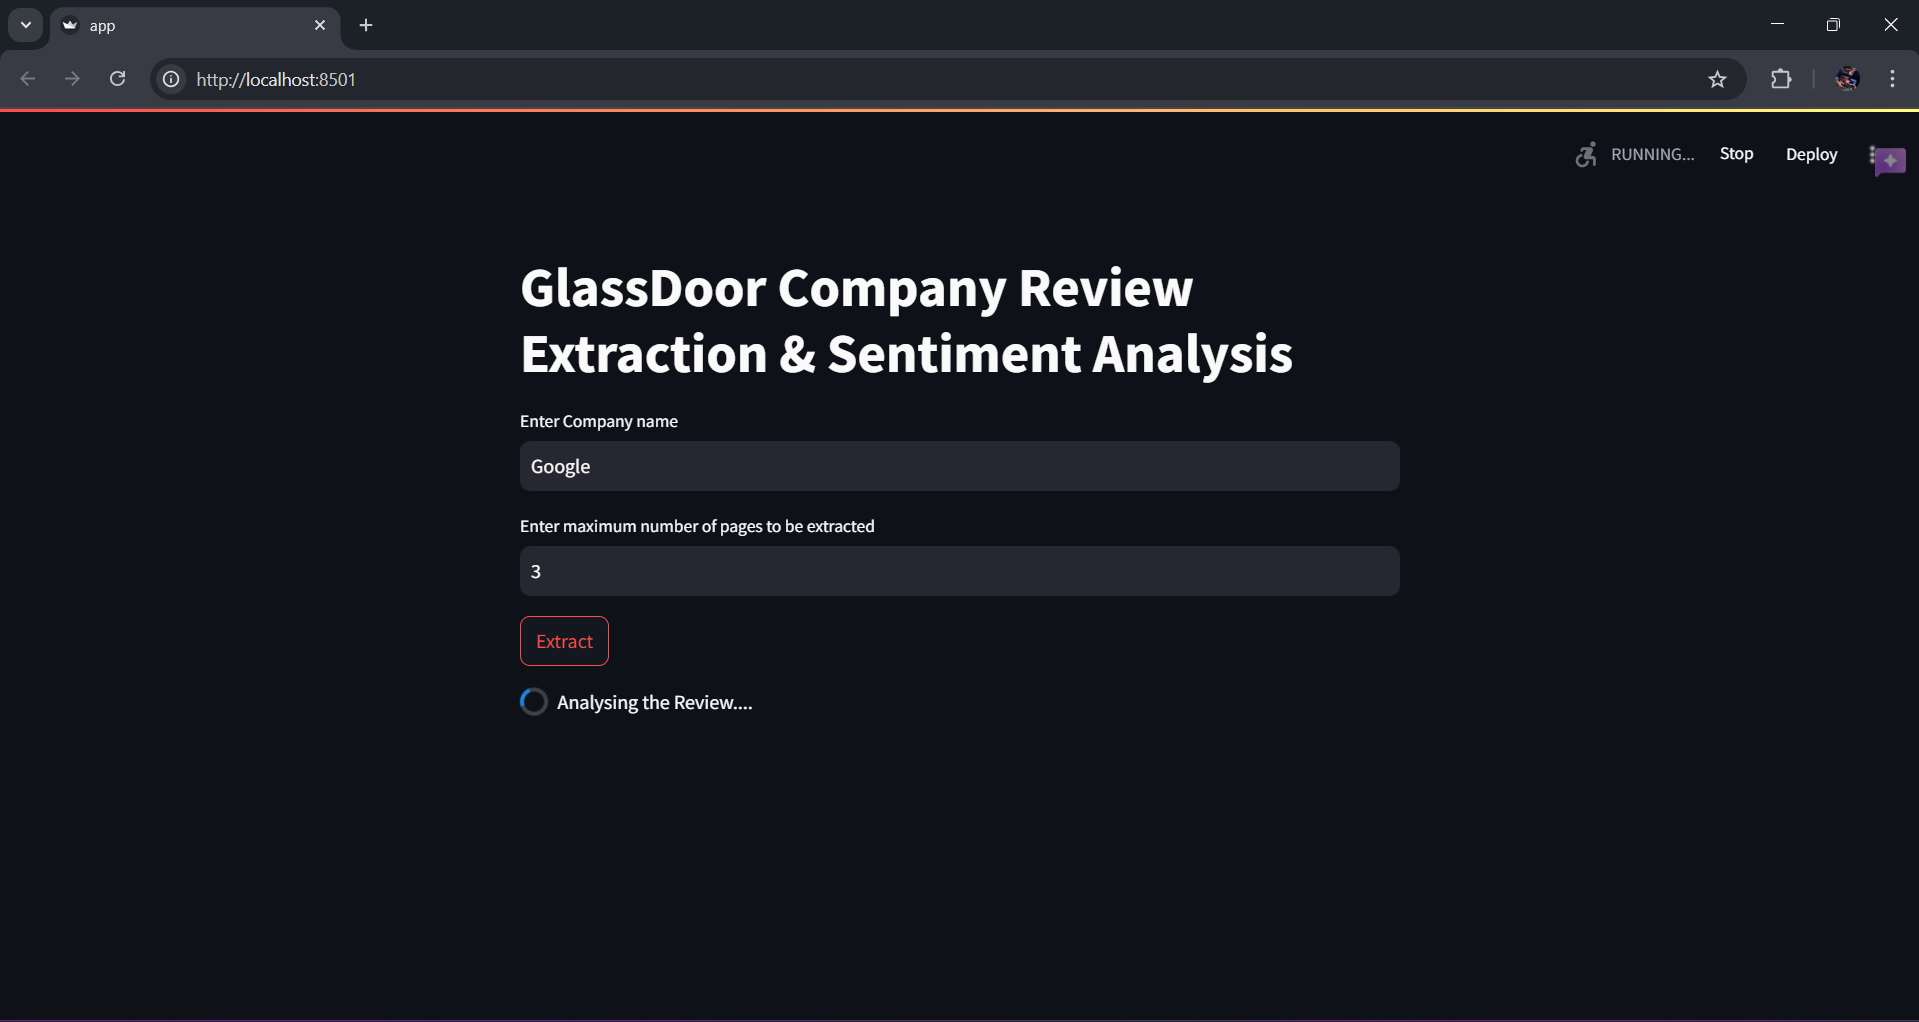 app
http://localhost:8501
RUNNING... Stop Deploy
GlassDoor Company Review
Extraction & Sentiment Analysis
Enter Company name
Google
Enter maximum number of pages to be extracted
3
Extract
Analysing the Review....